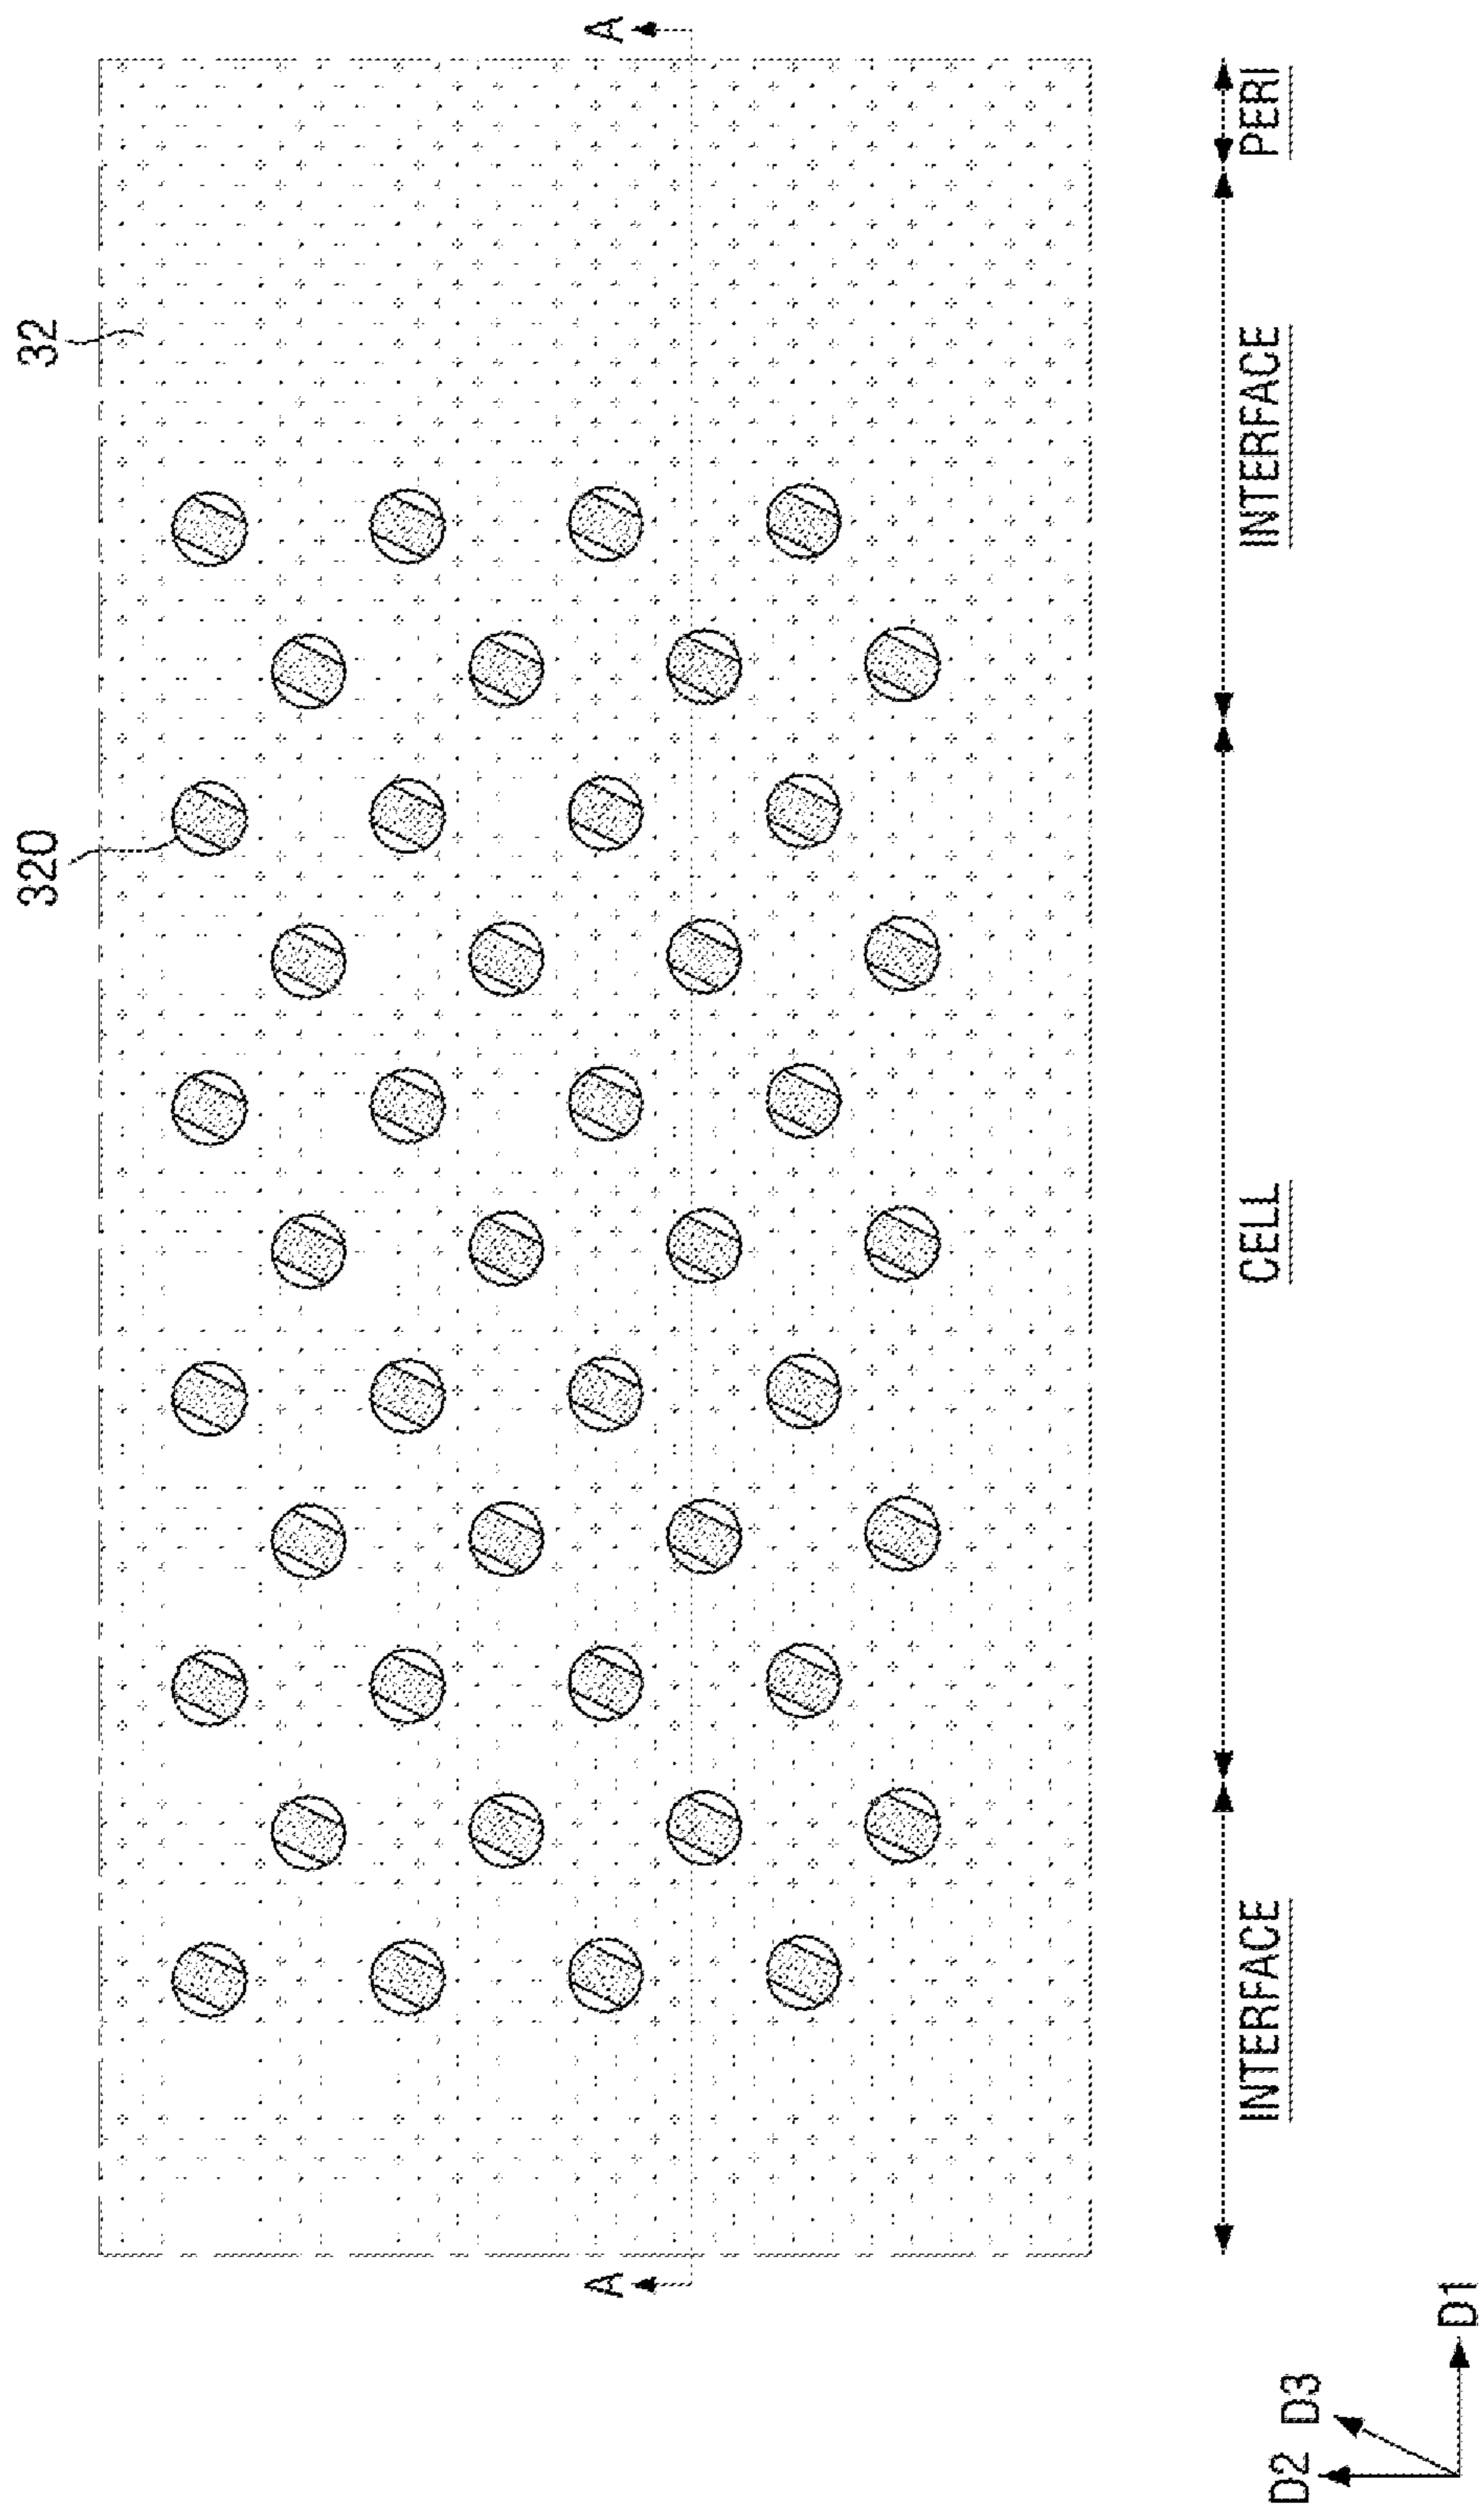 32
320
A
A
INTERFACE
CELL
INTERFACE
PERI
D2
D3
D1